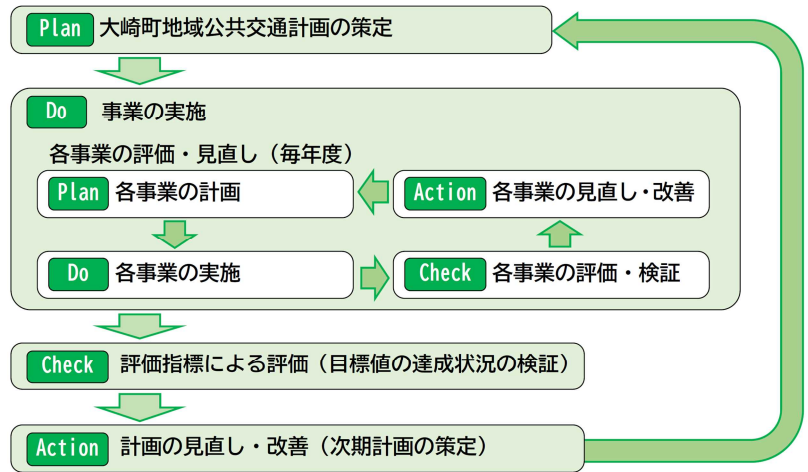 Plan 大崎町地域公共交通計画の策定
Do 事業の実施
各事業の評価・見直し（毎年度）
Plan 各事業の計画
Action 各事業の見直し・改善
Do 各事業の実施
Check 各事業の評価・検証
Check 評価指標による評価（目標値の達成状況の検証）
Action 計画の見直し・改善（次期計画の策定）